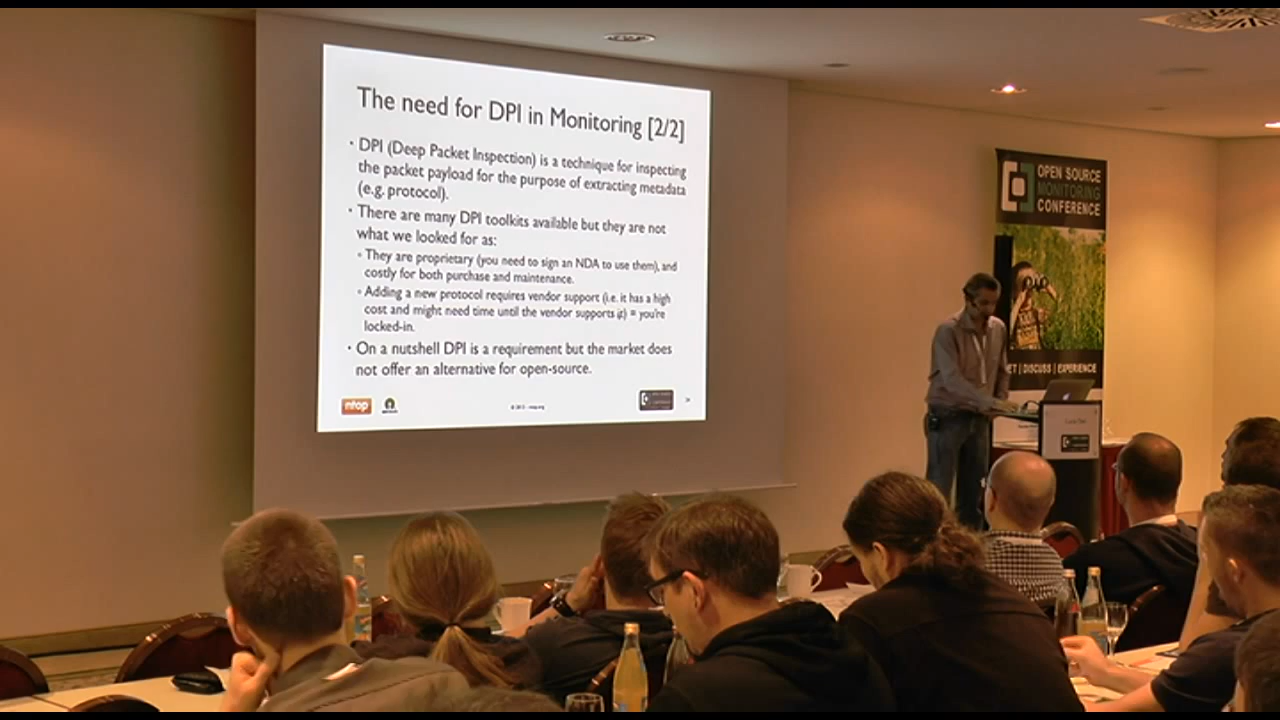 The need for DPI in Monitoring [2/2]
• DPI (Deep Packet Inspection) is a technique for inspecting
the packet payload for the purpose of extracting metadata
(e.g. protocol).
• There are many DPI toolkits available but they are not
what we looked for as:
• They are proprietary (you need to sign an NDA to use them), and
costly for both purchase and maintenance.
• Adding a new protocol requires vendor support (i.e. it has a high
cost and might need time until the vendor supports it) = you're
locked-in.
• On a nutshell DPI is a requirement but the market does
not offer an alternative for open-source.
ntop
OPEN SOURCE
MONITORING
CONFERENCE
ET | DISCUSS | EXPERIENCE